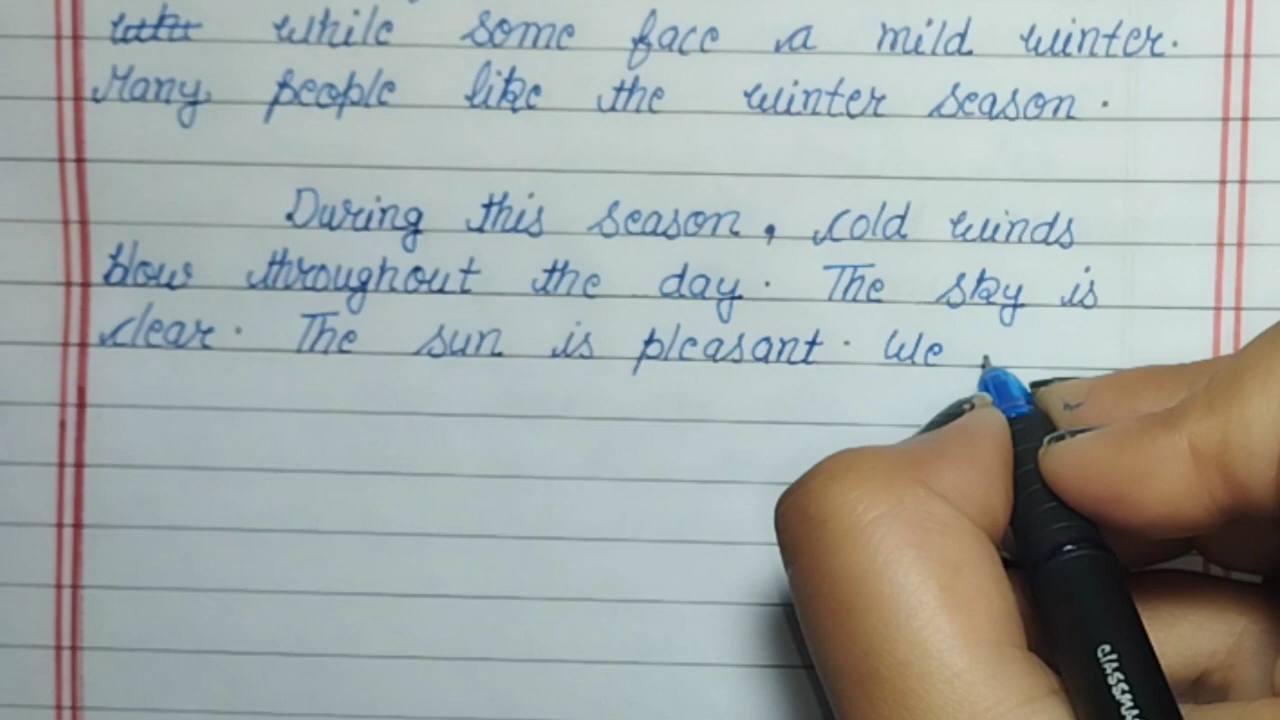 while some face a mild winter.
Many people like the winter season.
During this season, cold winds
blow throughout the day. The sky is
clear. The sun is pleasant. We